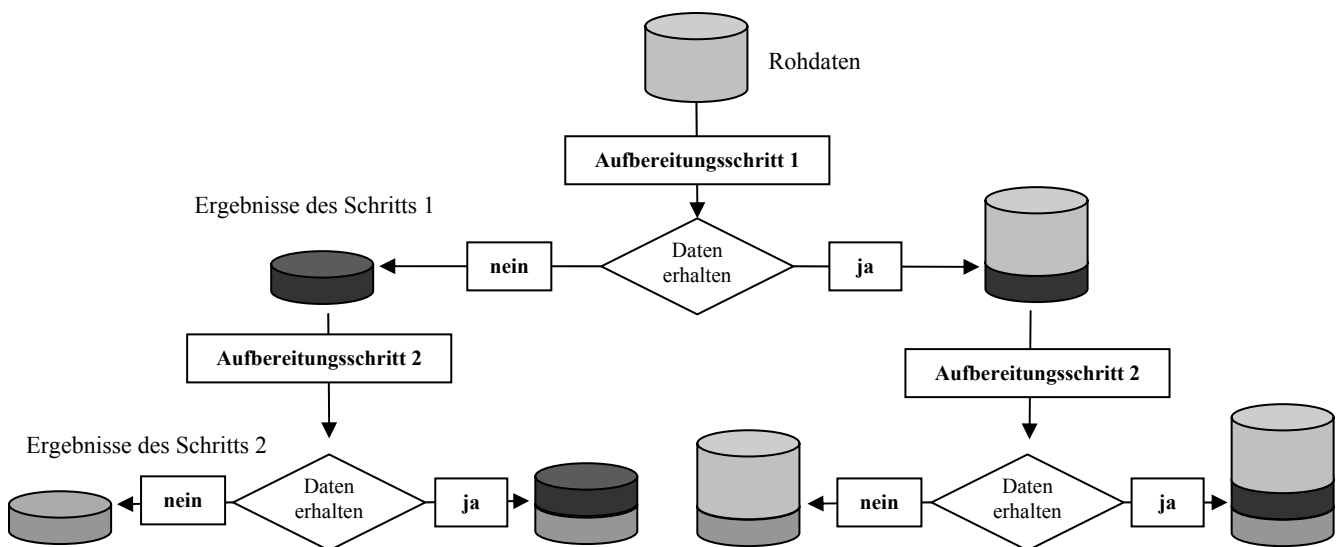 Rohdaten
Aufbereitungsschritt 1
Ergebnisse des Schritts 1
nein
Daten
erhalten
ja
Aufbereitungsschritt 2
Aufbereitungsschritt 2
Ergebnisse des Schritts 2
nein
Daten
erhalten
ja
nein
Daten
erhalten
ja